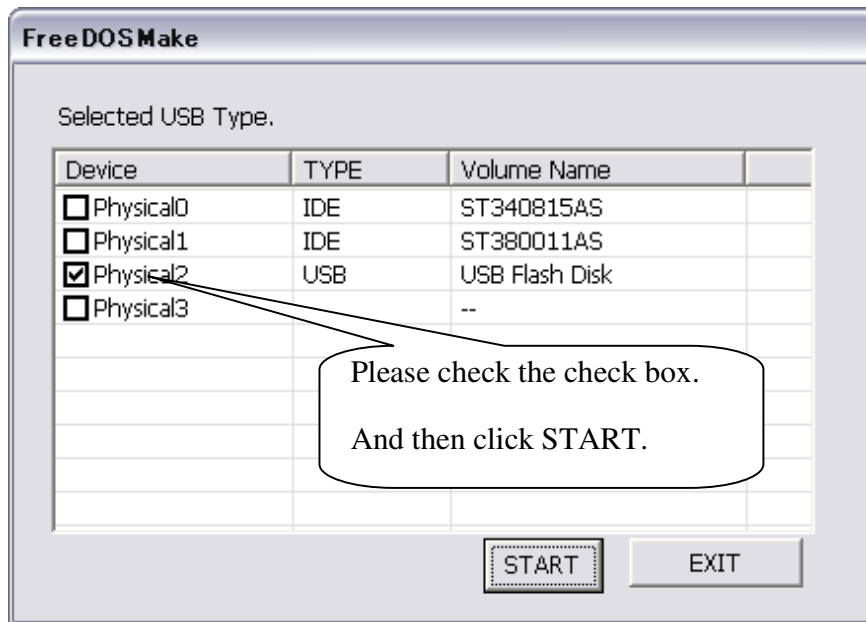 FreeDOSMake
Selected USB Type.
Device TYPE Volume Name
Physical0 IDE ST340815AS
Physical1 IDE ST380011AS
Physical2 USB USB Flash Disk
Physical3 --
Please check the check box.
And then click START.
START EXIT